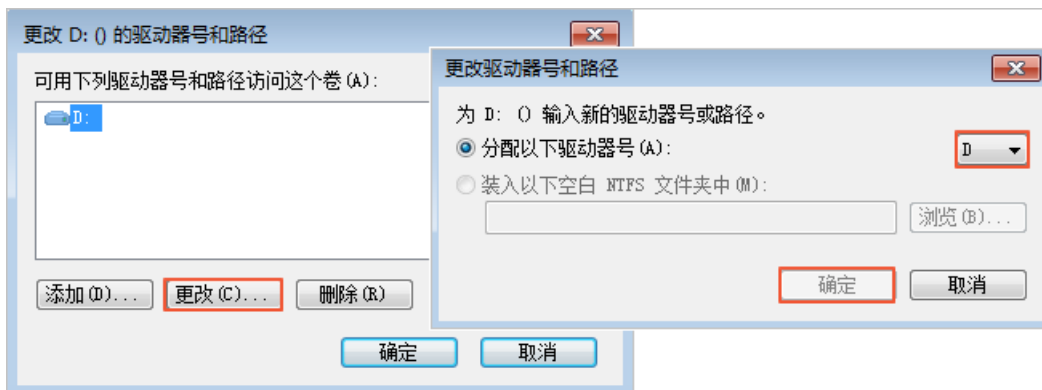 更改 D: () 的驱动器号和路径
可用下列驱动器号和路径访问这个卷(A):
D:
添加(D)...
更改(C)...
删除(R)
确定
取消
更改驱动器号和路径
为 D: () 输入新的驱动器号或路径。
分配以下驱动器号(A):
D
装入以下空白 NTFS 文件夹中(M):
浏览(B)...
确定
取消